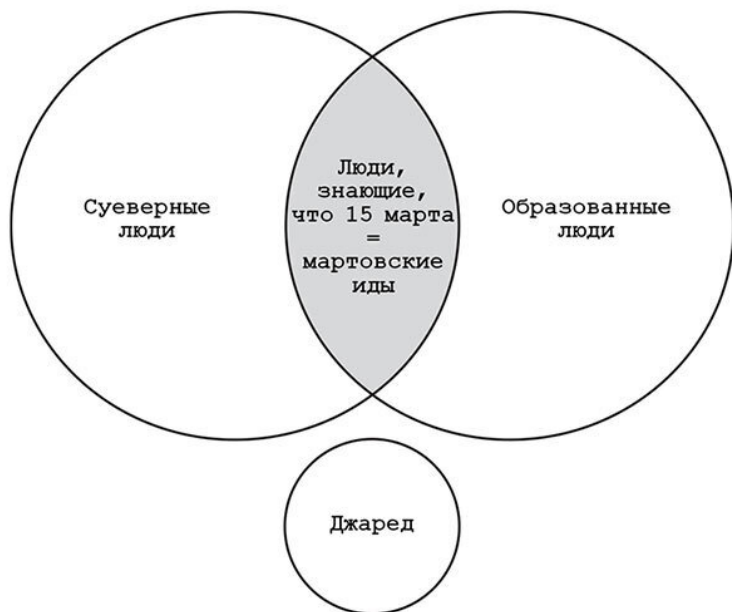 Суеверные
люди
Люди,
знающие,
что 15 марта
=
мартовские
иды
Образованные
люди
Джаред